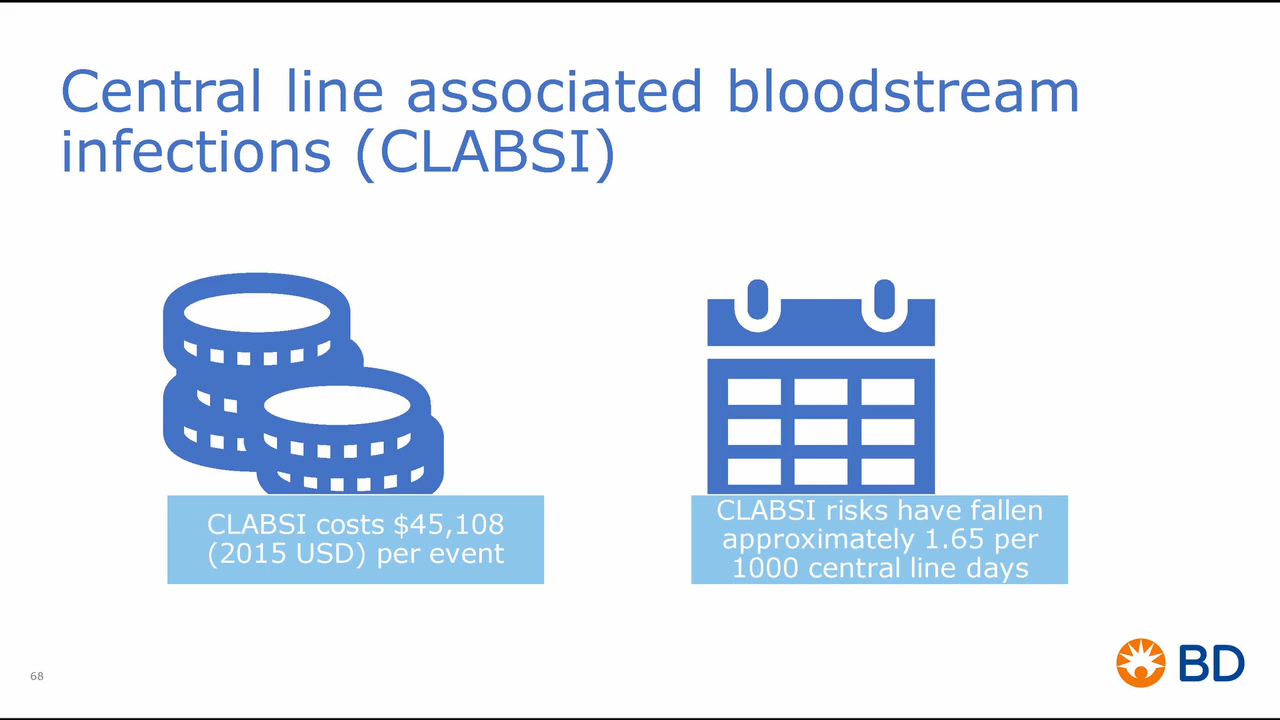 Central line associated bloodstream
infections (CLABSI)
CLABSI costs $45,108
(2015 USD) per event
CLABSI risks have fallen
approximately 1.65 per
1000 central line days
68
BD